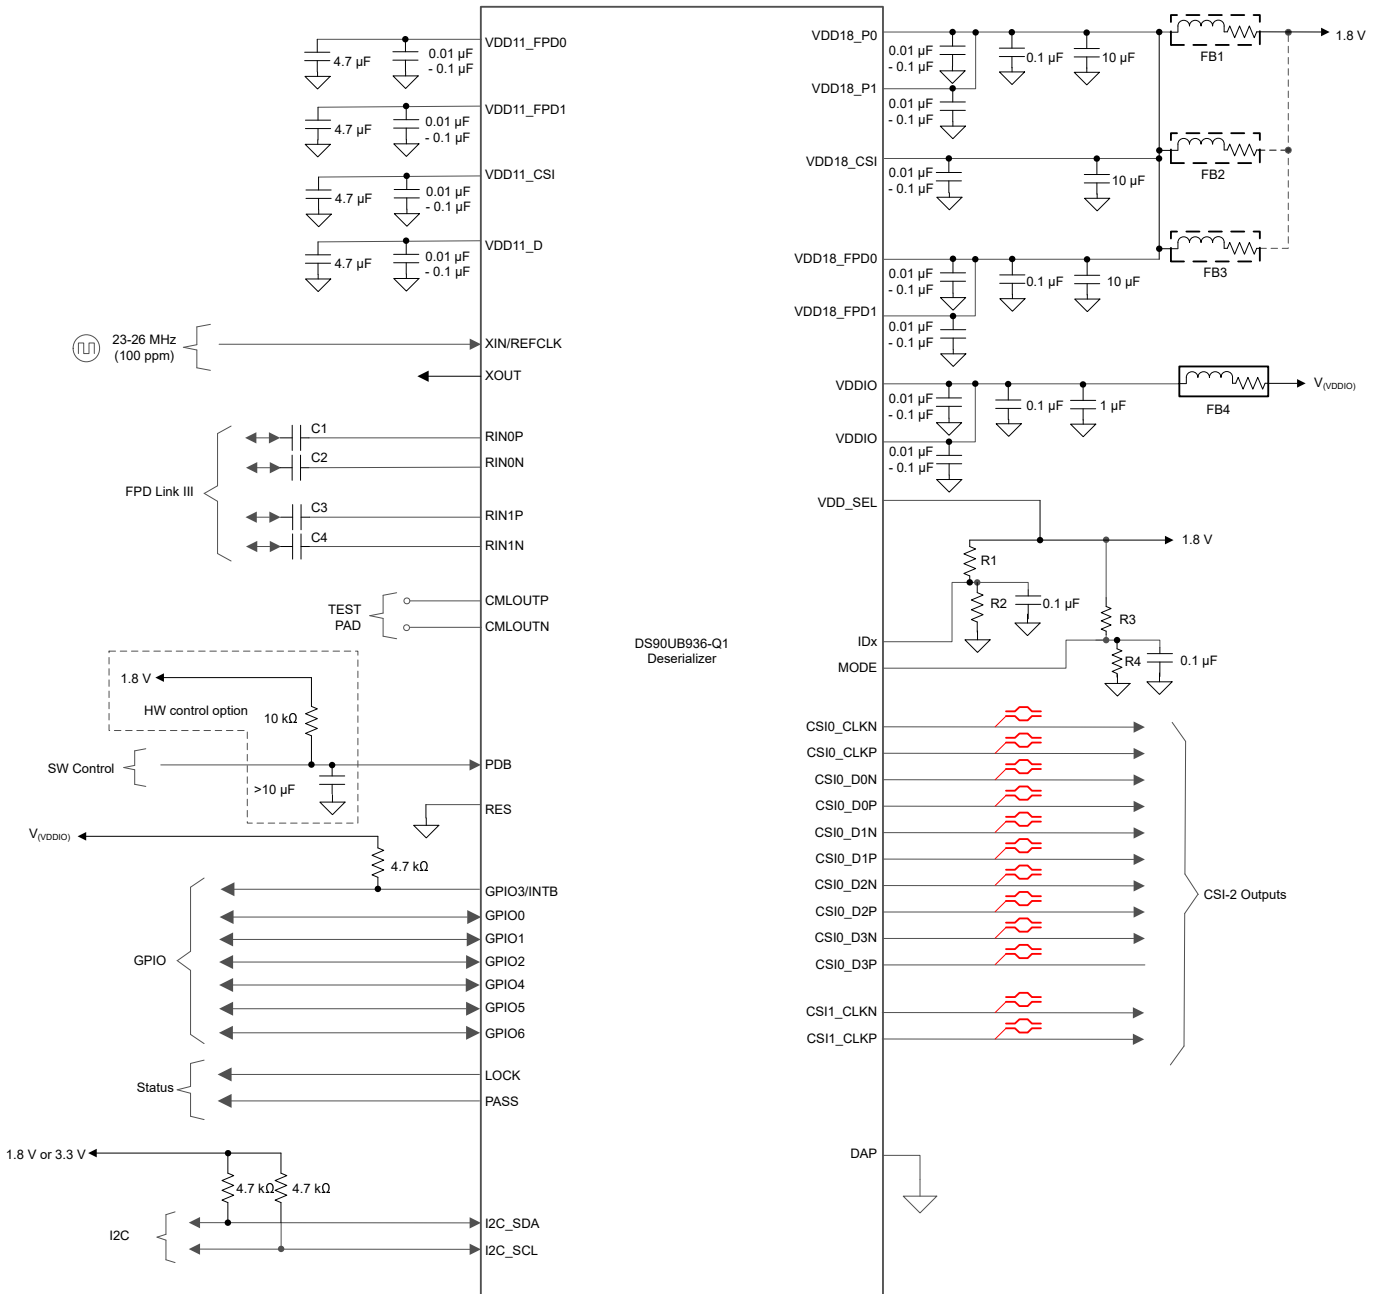 VDD11_FPD0
4.7 µF
0.01 µF
- 0.1 µF
VDD11_FPD1
4.7 µF
0.01 µF
- 0.1 µF
VDD11_CSI
4.7 µF
0.01 µF
- 0.1 µF
VDD11_D
4.7 µF
0.01 µF
- 0.1 µF
23-26 MHz
(100 ppm)
XIN/REFCLK
XOUT
FPD Link III
C1
RIN0P
C2
RIN0N
C3
RIN1P
C4
RIN1N
TEST
PAD
CMLOUTP
CMLOUTN
1.8 V
HW control option
10 kΩ
SW Control
PDB
>10 µF
RES
V(VDDIO)
4.7 kΩ
GPIO
GPIO3/INTB
GPIO0
GPIO1
GPIO2
GPIO4
GPIO5
GPIO6
Status
LOCK
PASS
1.8 V or 3.3 V
4.7 kΩ
4.7 kΩ
I2C
I2C_SDA
I2C_SCL
DS90UB936-Q1
Deserializer
VDD18_P0
0.01 µF
- 0.1 µF
0.1 µF
10 µF
FB1
1.8 V
VDD18_P1
0.01 µF
- 0.1 µF
VDD18_CSI
0.01 µF
- 0.1 µF
10 µF
FB2
VDD18_FPD0
0.01 µF
- 0.1 µF
0.1 µF
10 µF
FB3
VDD18_FPD1
0.01 µF
- 0.1 µF
VDDIO
0.01 µF
- 0.1 µF
0.1 µF
1 µF
FB4
V(VDDIO)
VDDIO
0.01 µF
- 0.1 µF
VDD_SEL
1.8 V
R1
R2
0.1 µF
R3
IDx
MODE
R4
0.1 µF
CSI0_CLKN
CSI0_CLKP
CSI0_D0N
CSI0_D0P
CSI0_D1N
CSI0_D1P
CSI0_D2N
CSI0_D2P
CSI0_D3N
CSI0_D3P
CSI1_CLKN
CSI1_CLKP
CSI-2 Outputs
DAP